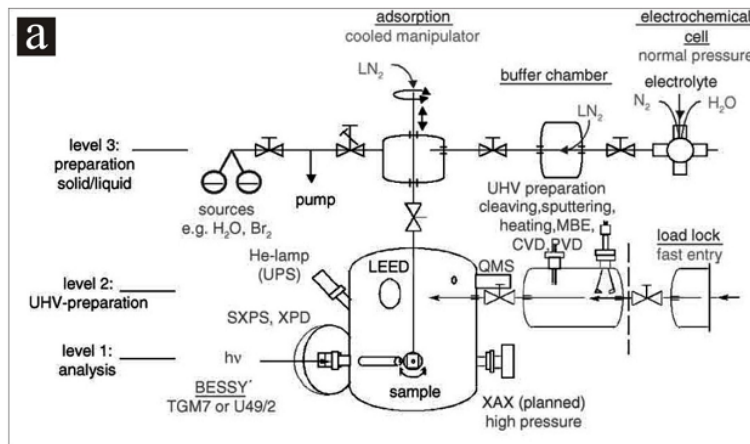 a
adsorption
cooled manipulator
electrochemical
cell
normal pressure
LN2
buffer chamber
electrolyte
N2
H2O
LN2
level 3:
preparation
solid/liquid
pump
sources
e.g. H2O, Br2
UHV preparation
cleaving,sputtering,
heating,MBE,
CVD,PVD
He-lamp
(UPS)
LEED
QMS
load lock
fast entry
level 2:
UHV-preparation
SXPS, XPD
level 1:
analysis
hν
BESSY
TGM7 or U49/2
sample
XAX (planned)
high pressure